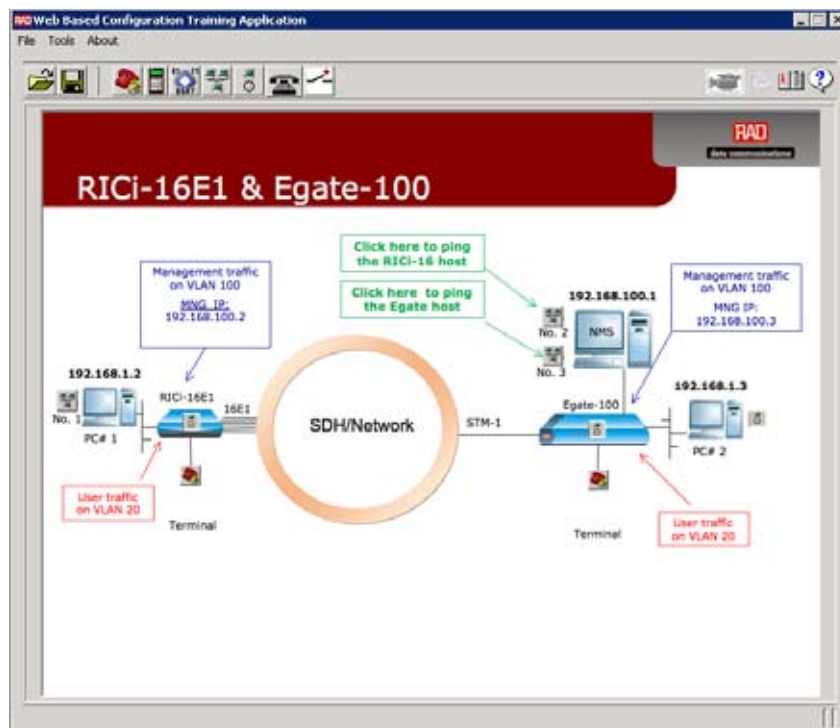 RAD Web Based Configuration Training Application
File Tools About
RAD
data communications
RICi-16E1 & Egate-100
Click here to ping
the RICi-16 host
Click here to ping
the Egate host
Management traffic
on VLAN 100
MNG IP:
192.168.100.2
192.168.100.1
No. 2
NMS
No. 3
Management traffic
on VLAN 100
MNG IP:
192.168.100.3
192.168.1.2
No. 1
PC# 1
RICi-16E1
16E1
SDH/Network
STM-1
Egate-100
192.168.1.3
PC# 2
User traffic
on VLAN 20
Terminal
Terminal
User traffic
on VLAN 20